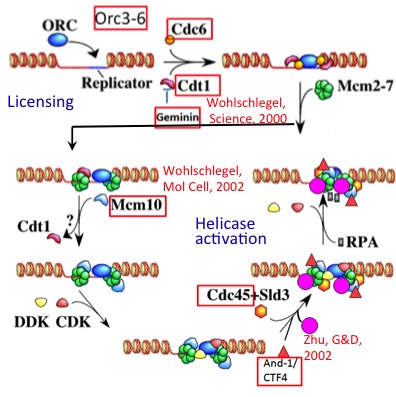 Orc3-6
ORC
Cdc6
Replicator
Cdt1
Mcm2-7
Licensing
Geminin
Wohlschlegel,
Science, 2000
Wohlschlegel,
Mol Cell, 2002
?
Mcm10
Cdt1
Helicase
activation
RPA
DDK CDK
Cdc45+Sld3
Zhu, G&D,
2002
And-1/
CTF4